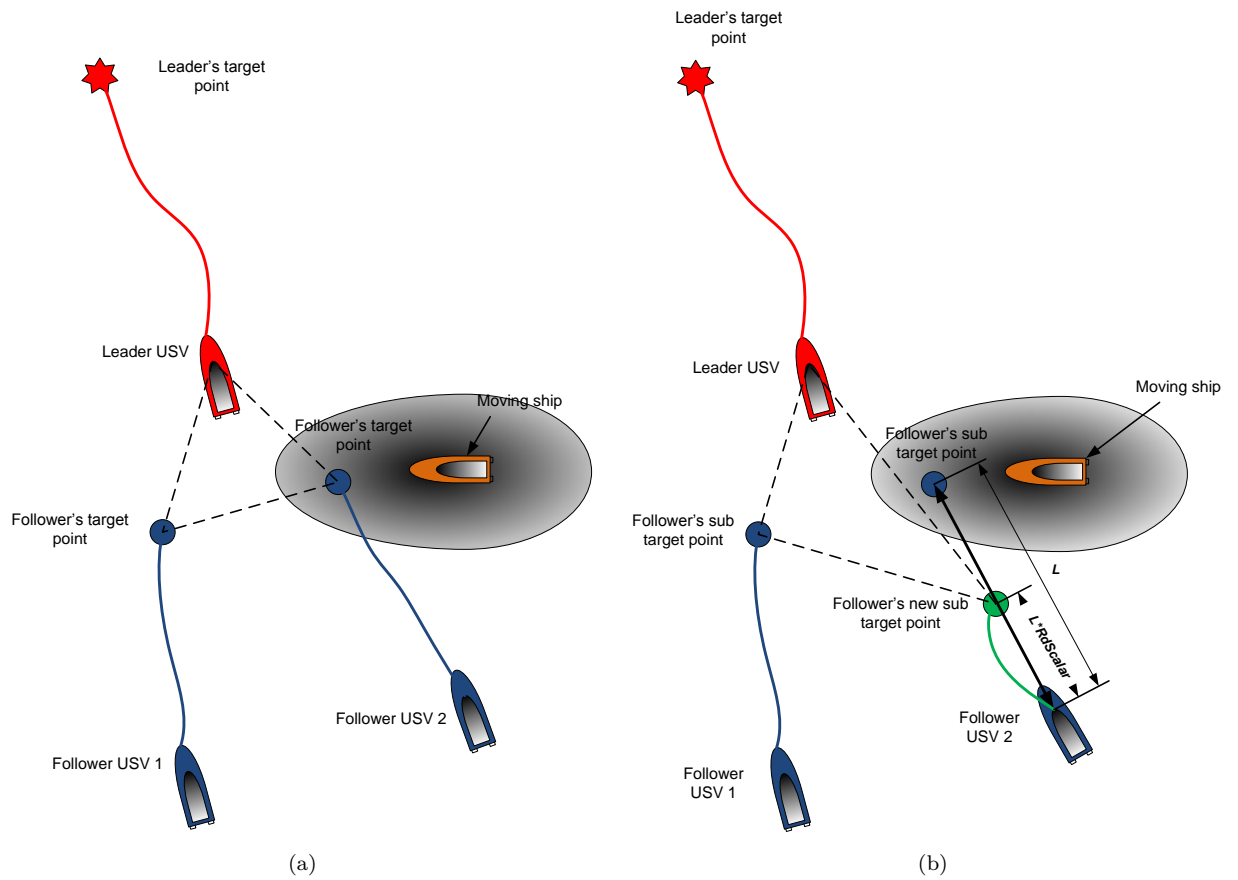 Leader's target
point
Leader USV
Moving ship
Follower's target
point
Follower's target
point
Follower USV 2
Follower USV 1
(a)
Leader's target
point
Leader USV
Moving ship
Follower's sub
target point
Follower's sub
target point
L
Follower's new sub
target point
L*RdScalar
Follower
USV 2
Follower
USV 1
(b)